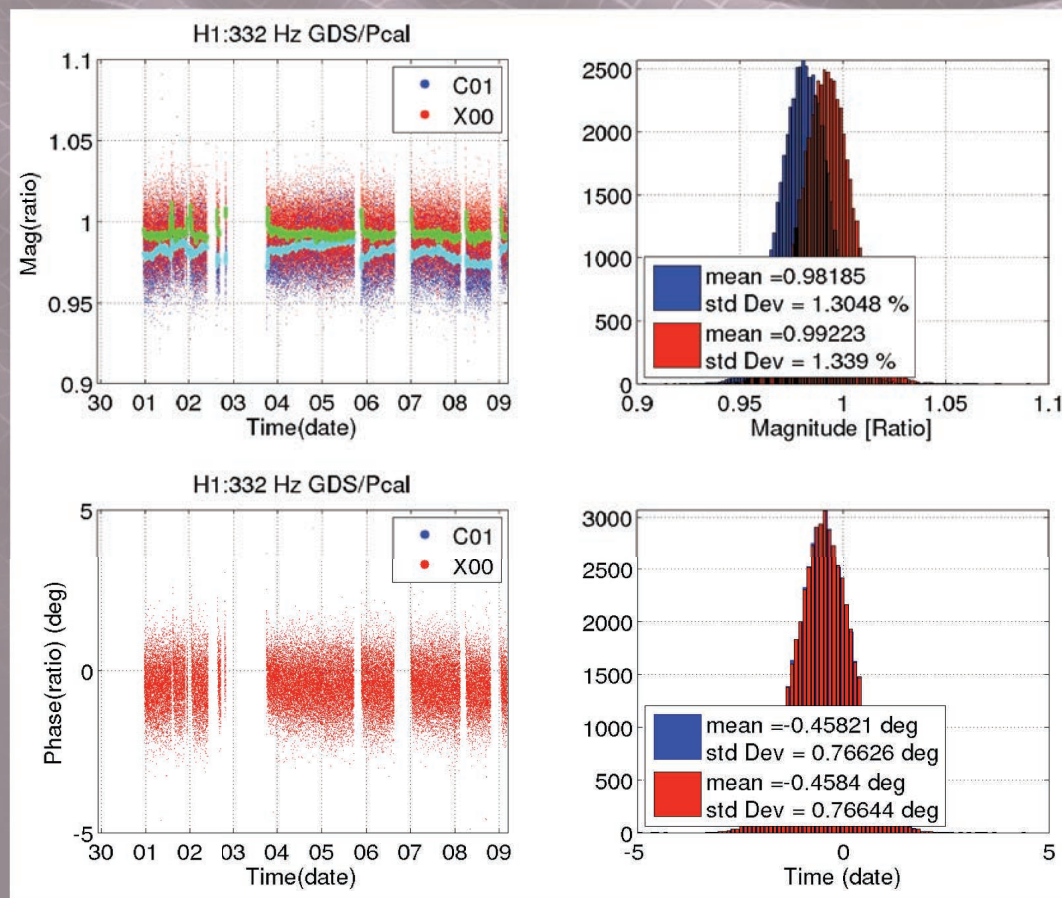 H1:332 Hz GDS/Pcal
C01
X00
1.1
1.05
1
0.95
0.9
Mag(ratio)
30 01 02 03 04 05 06 07 08 09
Time(date)
2500
2000
1500
1000
500
0
mean =0.98185
std Dev = 1.3048 %
mean =0.99223
std Dev = 1.339 %
0.9 0.95 1 1.05 1.1
Magnitude [Ratio]
H1:332 Hz GDS/Pcal
C01
X00
5
0
-5
Phase(ratio) (deg)
30 01 02 03 04 05 06 07 08 09
Time(date)
3000
2500
2000
1500
1000
500
0
mean =-0.45821 deg
std Dev = 0.76626 deg
mean =-0.4584 deg
std Dev = 0.76644 deg
-5 0 5
Time (date)